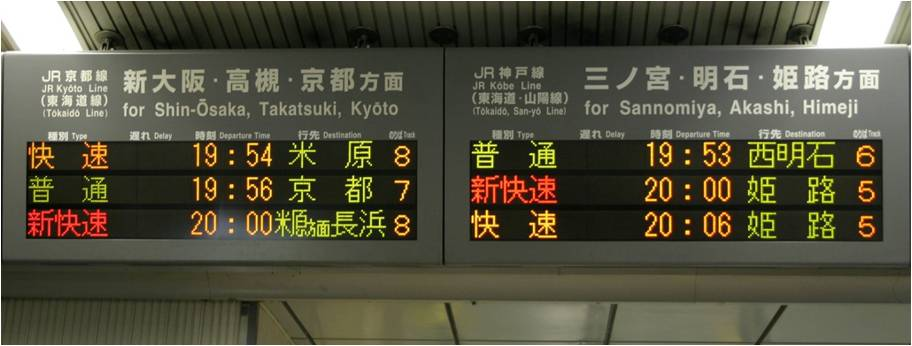 JR京都線
JR Kyōto Line
(東海道線)
(Tōkaidō Line)
新大阪・高槻・京都方面
for Shin-Ōsaka, Takatsuki, Kyōto
種別 Type 遅れ Delay 時刻 Departure Time 行先 Destination のりば Track
快速 19:54 米原 8
普通 19:56 京都 7
新快速 20:00 米原方面長浜 8
JR神戸線
JR Kōbe Line
(東海道・山陽線)
(Tōkaidō, San-yō Line)
三ノ宮・明石・姫路方面
for Sannomiya, Akashi, Himeji
種別 Type 遅れ Delay 時刻 Departure Time 行先 Destination のりば Track
普通 19:53 西明石 6
新快速 20:00 姫路 5
快速 20:06 姫路 5